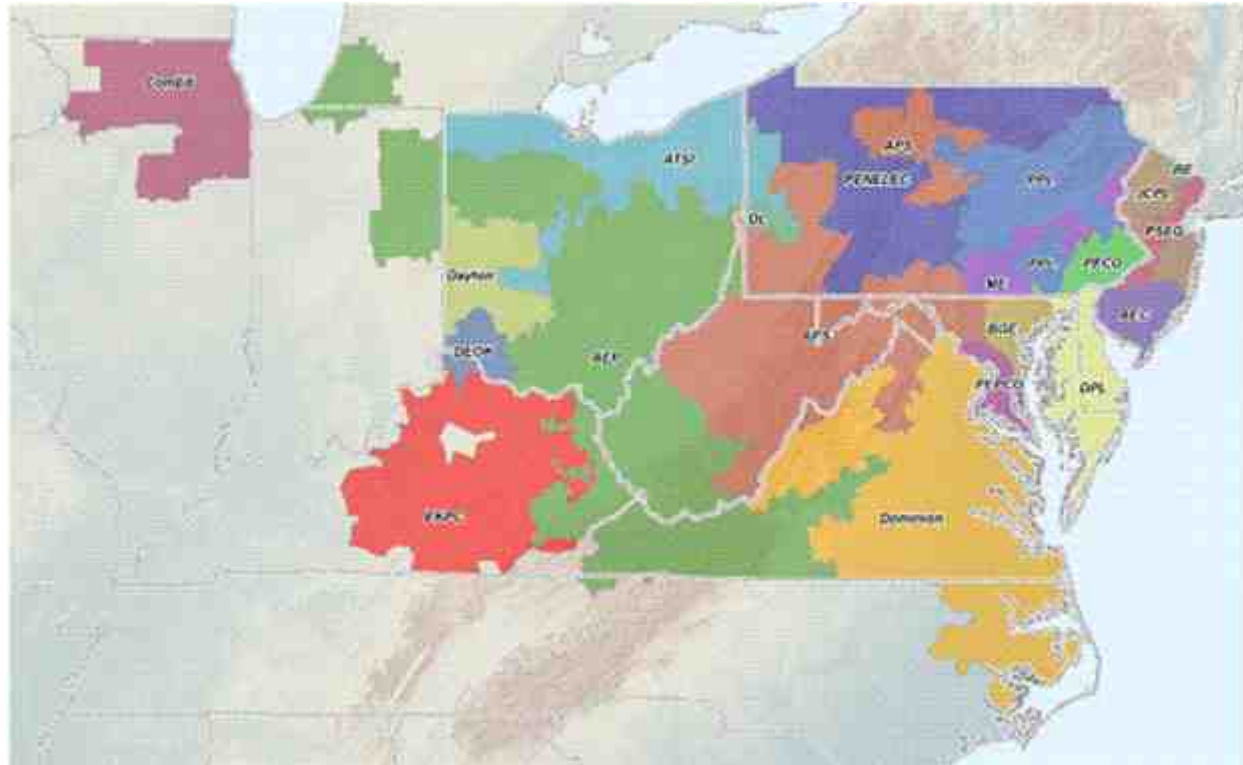 ComEd
ATSI
APS
PENELEC
PPL
RE
JCPL
DL
PSEG
Dayton
PPL
PECO
ME
AEC
DEOK
AEP
APS
BGE
PEPCO
DPL
EKPC
Dominion